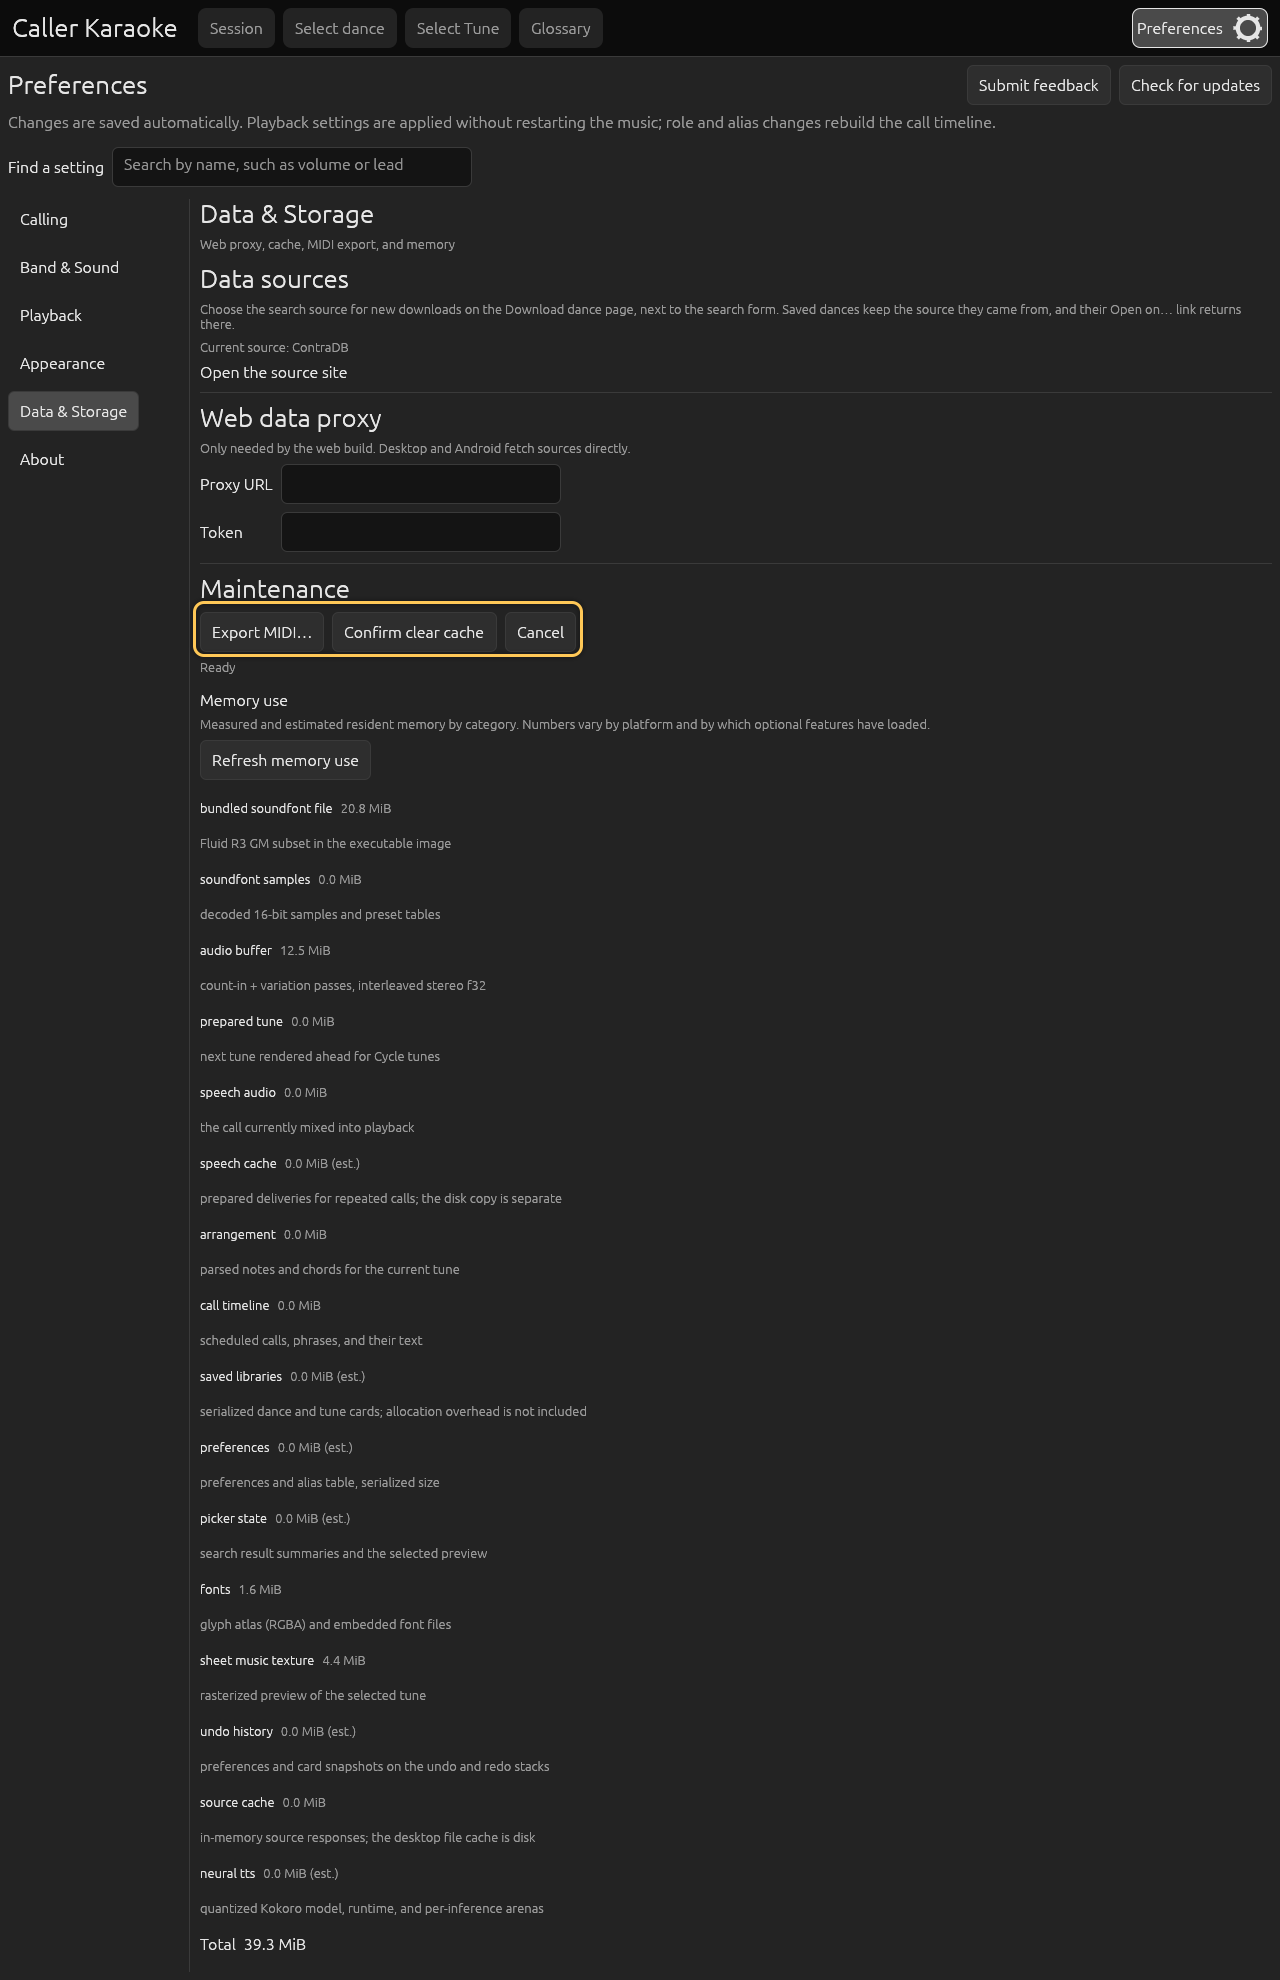 Caller Karaoke
Session
Select dance
Select Tune
Glossary
Preferences
Preferences
Submit feedback
Check for updates
Changes are saved automatically. Playback settings are applied without restarting the music; role and alias changes rebuild the call timeline.
Find a setting
Search by name, such as volume or lead
Calling
Band & Sound
Playback
Appearance
Data & Storage
About
Data & Storage
Web proxy, cache, MIDI export, and memory
Data sources
Choose the search source for new downloads on the Download dance page, next to the search form. Saved dances keep the source they came from, and their Open on… link returns
there.
Current source: ContraDB
Open the source site
Web data proxy
Only needed by the web build. Desktop and Android fetch sources directly.
Proxy URL
Token
Maintenance
Export MIDI…
Confirm clear cache
Cancel
Ready
Memory use
Measured and estimated resident memory by category. Numbers vary by platform and by which optional features have loaded.
Refresh memory use
bundled soundfont file 20.8 MiB
Fluid R3 GM subset in the executable image
soundfont samples 0.0 MiB
decoded 16-bit samples and preset tables
audio buffer 12.5 MiB
count-in + variation passes, interleaved stereo f32
prepared tune 0.0 MiB
next tune rendered ahead for Cycle tunes
speech audio 0.0 MiB
the call currently mixed into playback
speech cache 0.0 MiB (est.)
prepared deliveries for repeated calls; the disk copy is separate
arrangement 0.0 MiB
parsed notes and chords for the current tune
call timeline 0.0 MiB
scheduled calls, phrases, and their text
saved libraries 0.0 MiB (est.)
serialized dance and tune cards; allocation overhead is not included
preferences 0.0 MiB (est.)
preferences and alias table, serialized size
picker state 0.0 MiB (est.)
search result summaries and the selected preview
fonts 1.6 MiB
glyph atlas (RGBA) and embedded font files
sheet music texture 4.4 MiB
rasterized preview of the selected tune
undo history 0.0 MiB (est.)
preferences and card snapshots on the undo and redo stacks
source cache 0.0 MiB
in-memory source responses; the desktop file cache is disk
neural tts 0.0 MiB (est.)
quantized Kokoro model, runtime, and per-inference arenas
Total 39.3 MiB